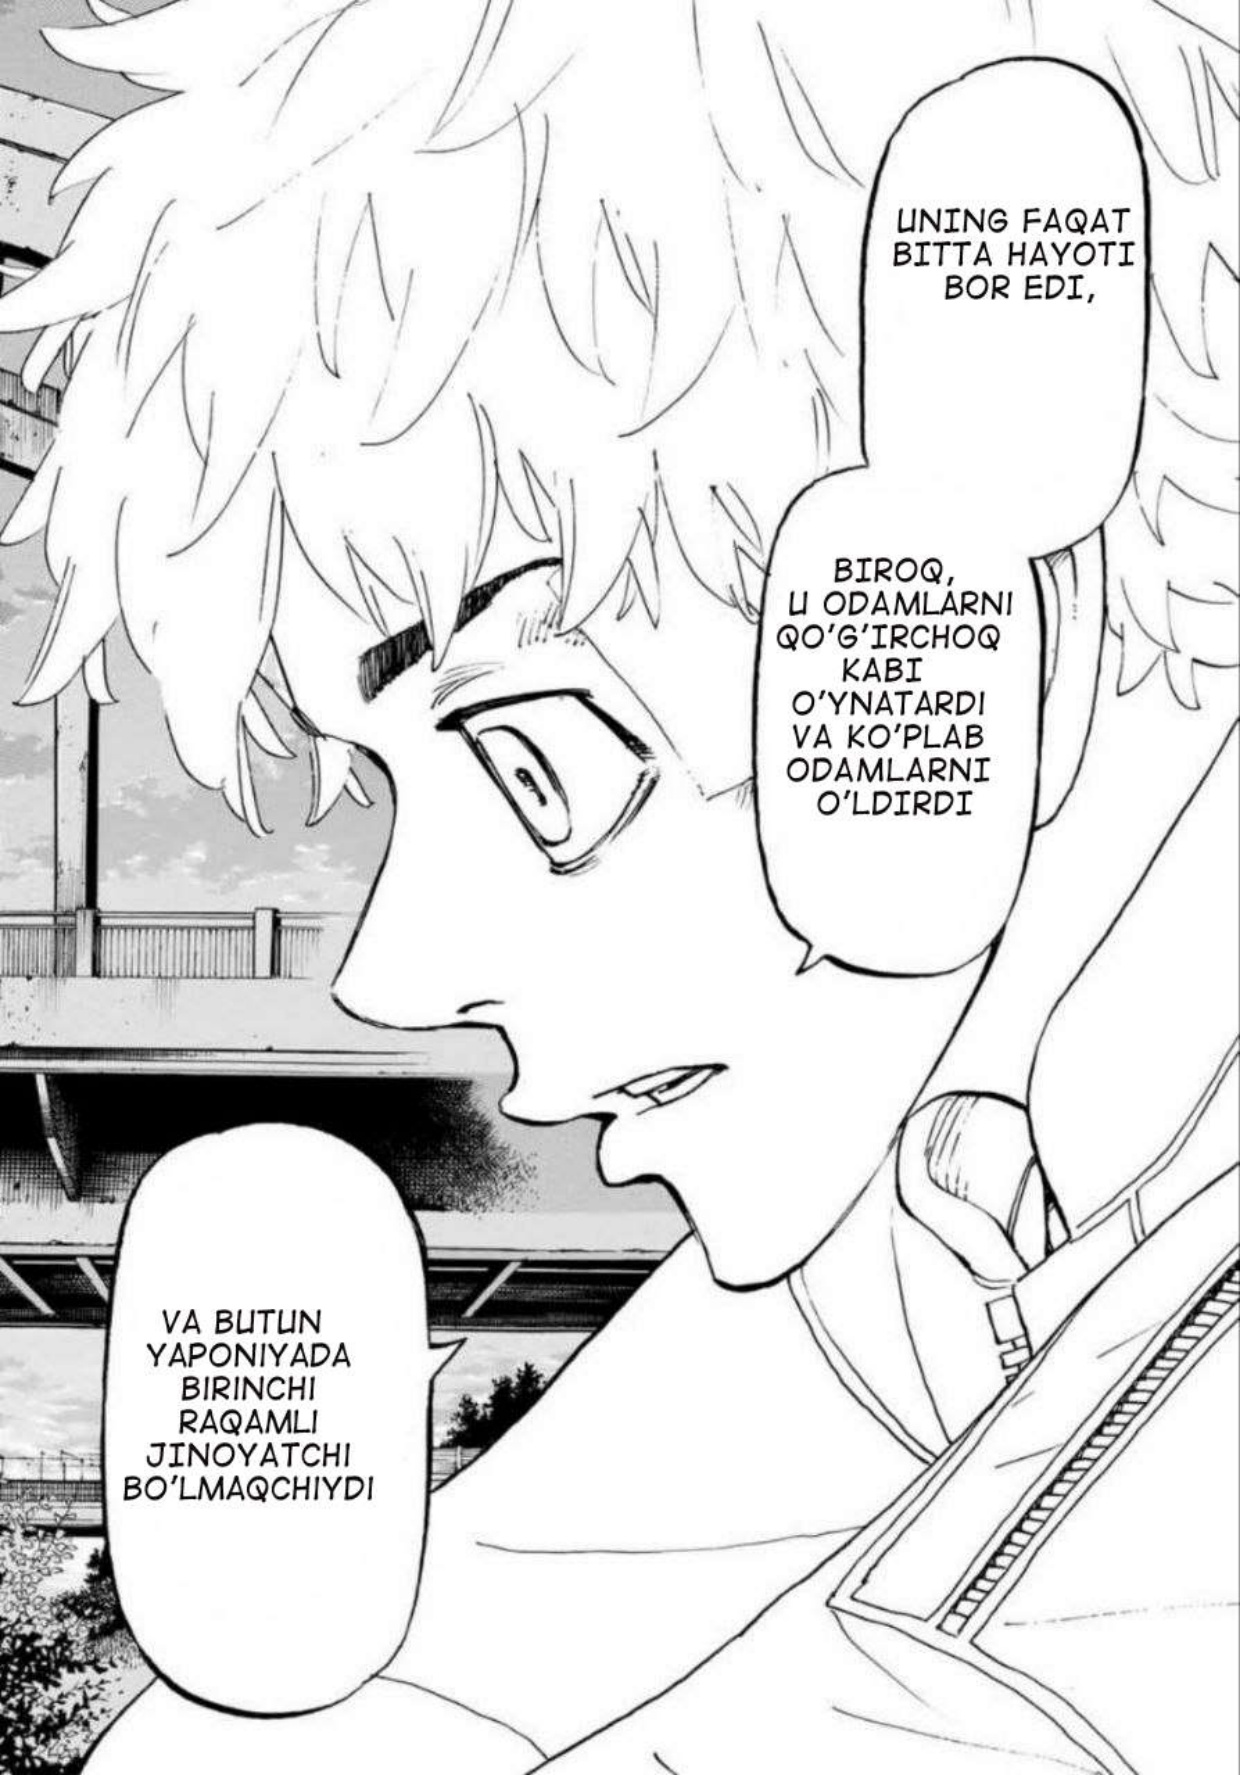 UNING FAQAT
BITTA HAYOTI
BOR EDI,
BIROQ,
U ODAMLARNI
QO'G'IRCHOQ
KABI
O'YNATARDI
VA KO'PLAB
ODAMLARNI
O'LDIRDI
VA BUTUN
YAPONIYADA
BIRINCHI
RAQAMLI
JINOYATCHI
BO'LMAQCHIYDI